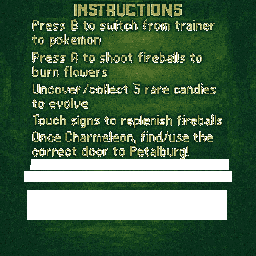 INSTRUCTIONS
Press B to switch from trainer
to pokemon
Press A to shoot fireballs to
burn flowers
Uncover/collect 5 rare candies
to evolve
Touch signs to replenish fireballs
Once Charmeleon, find/use the
correct door to Petalburg!